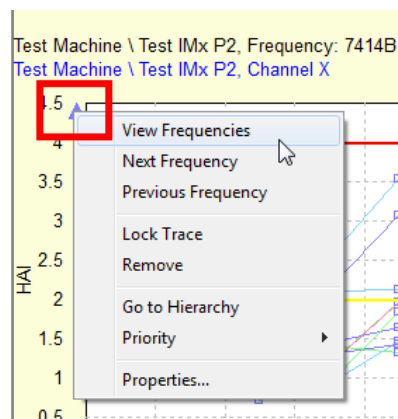 Test Machine \ Test IMx P2, Frequency: 7414B
Test Machine \ Test IMx P2, Channel X
4.5
View Frequencies
4
Next Frequency
3.5
Previous Frequency
3
Lock Trace
2.5
Remove
HAI
2
Go to Hierarchy
1.5
Priority
1
Properties...
0.5